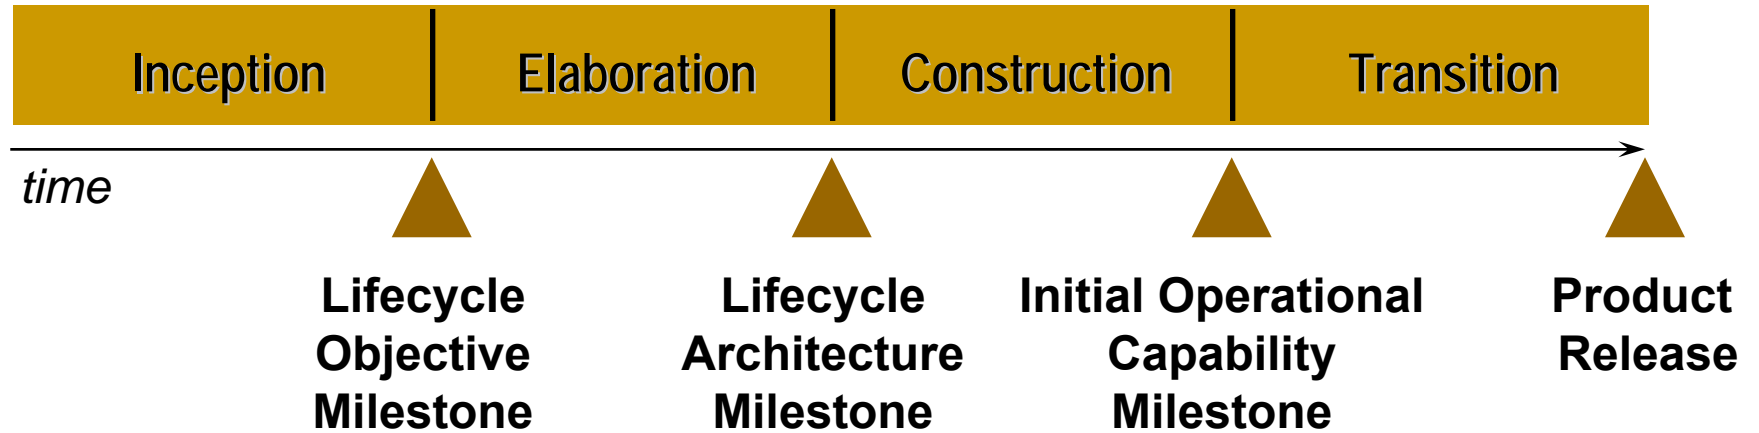 Inception Elaboration Construction Transition
time
Lifecycle
Objective
Milestone
Lifecycle
Architecture
Milestone
Initial Operational
Capability
Milestone
Product
Release